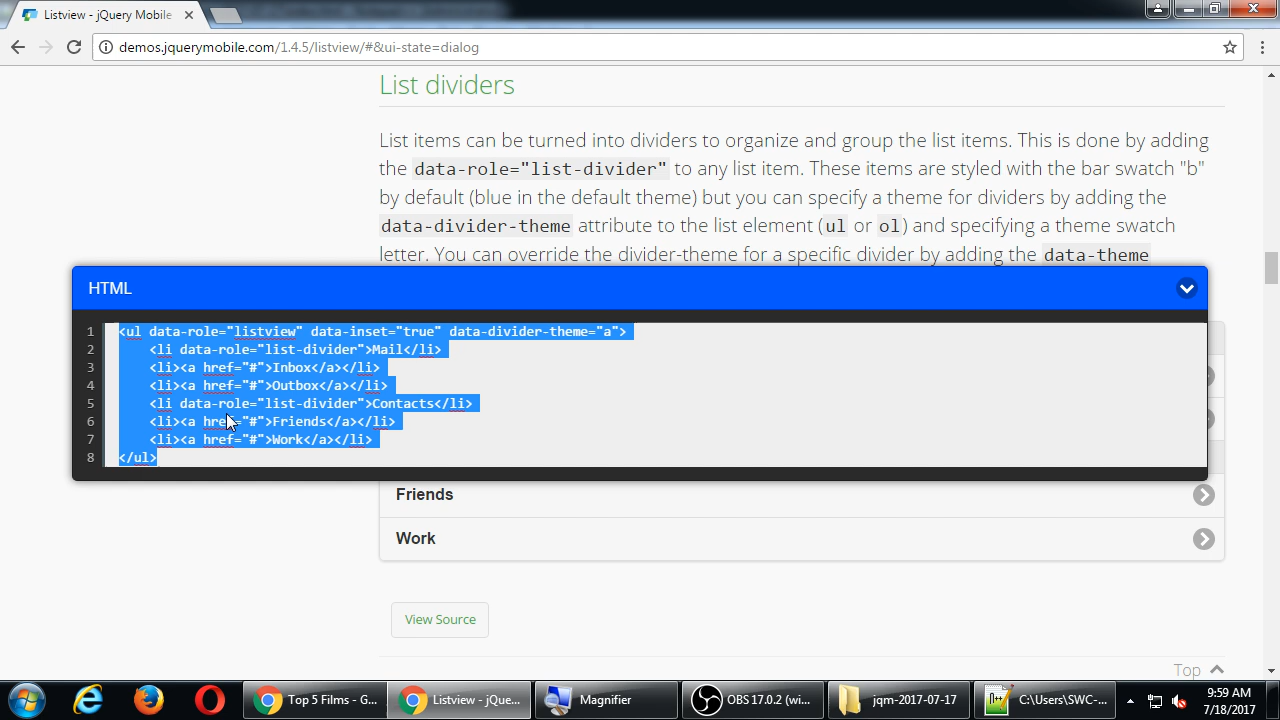 Listview - jQuery Mobile
demos.jquerymobile.com/1.4.5/listview/#&ui-state=dialog
List dividers
List items can be turned into dividers to organize and group the list items. This is done by adding
the data-role="list-divider" to any list item. These items are styled with the bar swatch "b"
by default (blue in the default theme) but you can specify a theme for dividers by adding the
data-divider-theme attribute to the list element (ul or ol) and specifying a theme swatch
letter. You can override the divider-theme for a specific divider by adding the data-theme
HTML
1 <ul data-role="listview" data-inset="true" data-divider-theme="a">
2 <li data-role="list-divider">Mail</li>
3 <li><a href="#">Inbox</a></li>
4 <li><a href="#">Outbox</a></li>
5 <li data-role="list-divider">Contacts</li>
6 <li><a href="#">Friends</a></li>
7 <li><a href="#">Work</a></li>
8 </ul>
Friends
Work
View Source
Top
Top 5 Films - G...
Listview - jQue...
Magnifier
OBS 17.0.2 (wi...
jqm-2017-07-17
C:\Users\SWC-...
9:59 AM
7/18/2017